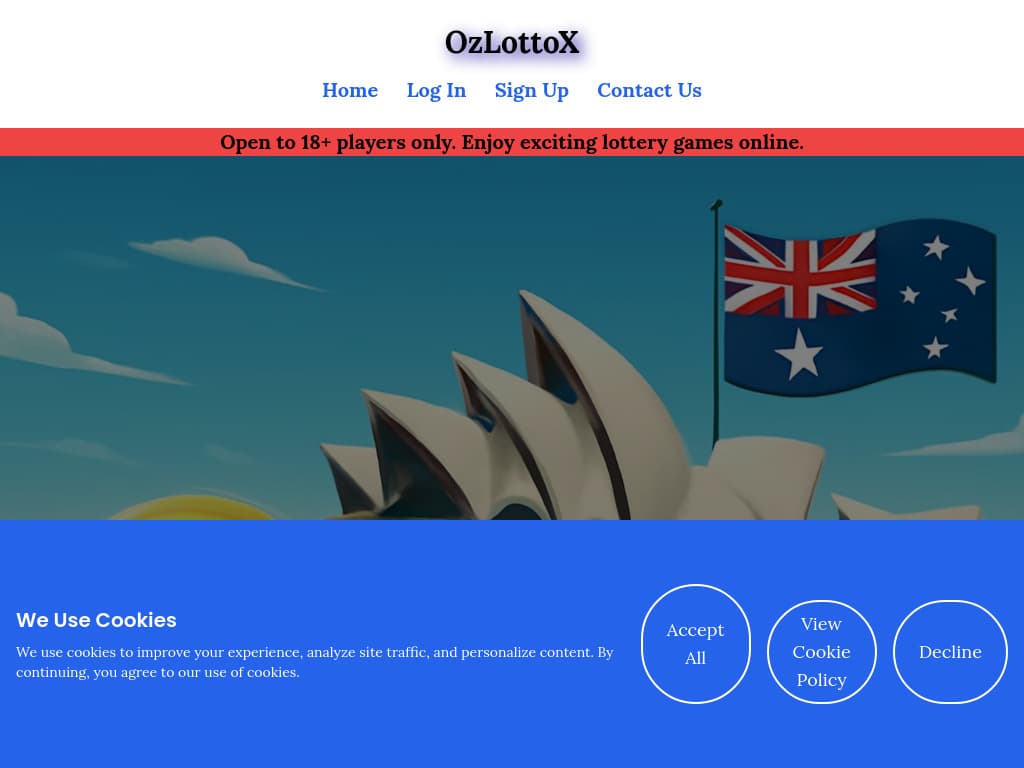 OzLottoX
Home Log In Sign Up Contact Us
Open to 18+ players only. Enjoy exciting lottery games online.
We Use Cookies
We use cookies to improve your experience, analyze site traffic, and personalize content. By
continuing, you agree to our use of cookies.
Accept
All
View
Cookie
Policy
Decline